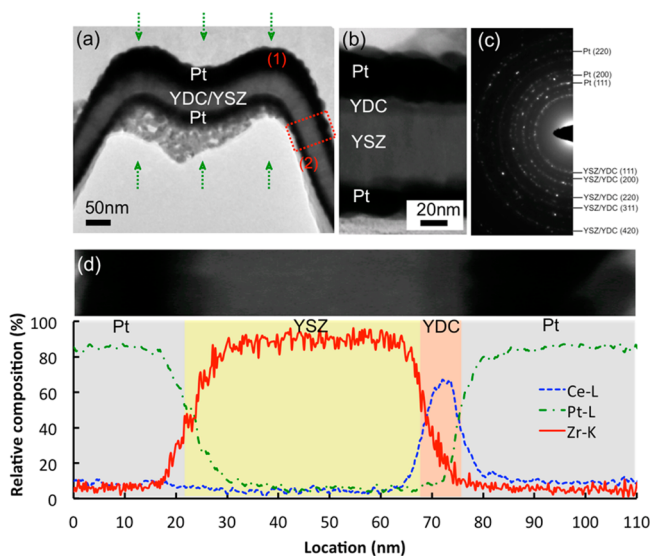 (a)
(1)
Pt
YDC/YSZ
Pt
(2)
50nm
(b)
Pt
YDC
YSZ
Pt
20nm
(c)
Pt (220)
Pt (200)
Pt (111)
YSZ/YDC (111)
YSZ/YDC (200)
YSZ/YDC (220)
YSZ/YDC (311)
YSZ/YDC (420)
(d)
Relative composition (%)
100
80
60
40
20
0
Pt
YSZ
YDC
Pt
Ce-L
Pt-L
Zr-K
0 10 20 30 40 50 60 70 80 90 100 110
Location (nm)